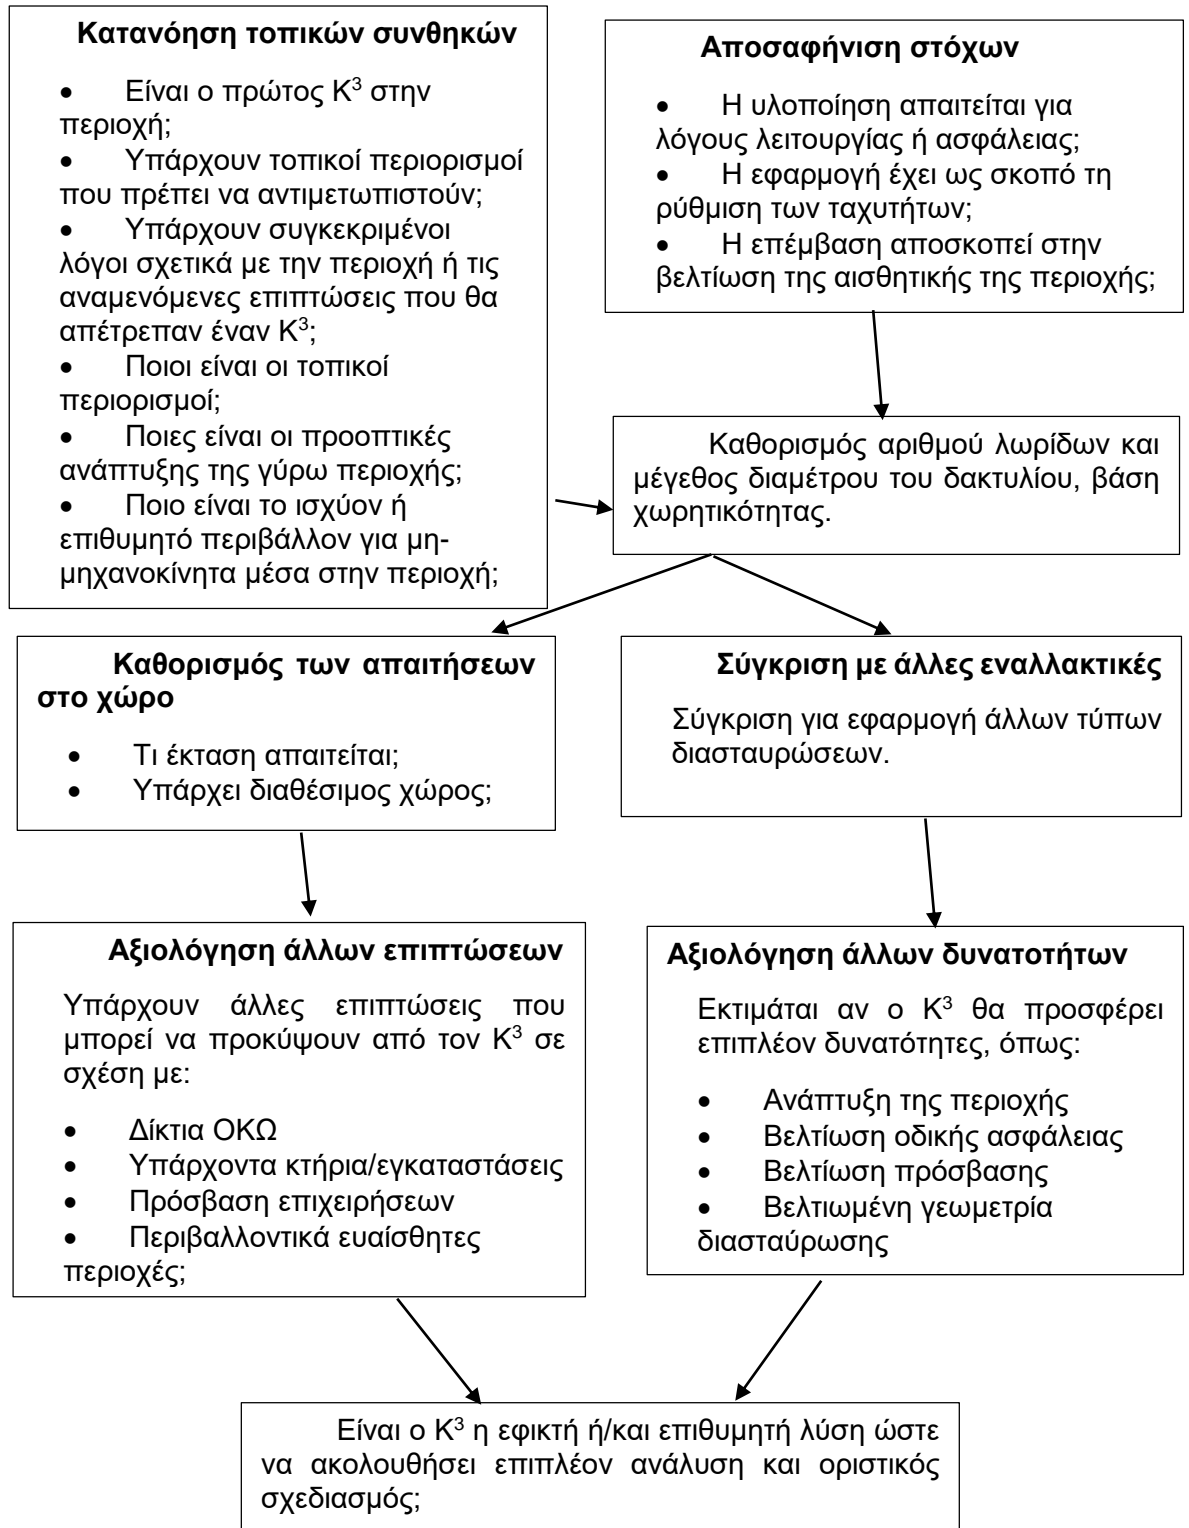 Κατανόηση τοπικών συνθηκών
• Είναι ο πρώτος Κ³ στην
περιοχή;
• Υπάρχουν τοπικοί περιορισμοί
που πρέπει να αντιμετωπιστούν;
• Υπάρχουν συγκεκριμένοι
λόγοι σχετικά με την περιοχή ή τις
αναμενόμενες επιπτώσεις που θα
απέτρεπαν έναν Κ³;
• Ποιοι είναι οι τοπικοί
περιορισμοί;
• Ποιες είναι οι προοπτικές
ανάπτυξης της γύρω περιοχής;
• Ποιο είναι το ισχύον ή
επιθυμητό περιβάλλον για μη-
μηχανοκίνητα μέσα στην περιοχή;
Αποσαφήνιση στόχων
• Η υλοποίηση απαιτείται για
λόγους λειτουργίας ή ασφάλειας;
• Η εφαρμογή έχει ως σκοπό τη
ρύθμιση των ταχυτήτων;
• Η επέμβαση αποσκοπεί στην
βελτίωση της αισθητικής της περιοχής;
Καθορισμός αριθμού λωρίδων και
μέγεθος διαμέτρου του δακτυλίου, βάση
χωρητικότητας.
Καθορισμός των απαιτήσεων
στο χώρο
• Τι έκταση απαιτείται;
• Υπάρχει διαθέσιμος χώρος;
Σύγκριση με άλλες εναλλακτικές
Σύγκριση για εφαρμογή άλλων τύπων
διασταυρώσεων.
Αξιολόγηση άλλων επιπτώσεων
Υπάρχουν άλλες επιπτώσεις που
μπορεί να προκύψουν από τον Κ³ σε
σχέση με:
• Δίκτια ΟΚΩ
• Υπάρχοντα κτήρια/εγκαταστάσεις
• Πρόσβαση επιχειρήσεων
• Περιβαλλοντικά ευαίσθητες
περιοχές;
Αξιολόγηση άλλων δυνατοτήτων
Εκτιμάται αν ο Κ³ θα προσφέρει
επιπλέον δυνατότητες, όπως:
• Ανάπτυξη της περιοχής
• Βελτίωση οδικής ασφάλειας
• Βελτίωση πρόσβασης
• Βελτιωμένη γεωμετρία
διασταύρωσης
Είναι ο Κ³ η εφικτή ή/και επιθυμητή λύση ώστε
να ακολουθήσει επιπλέον ανάλυση και οριστικός
σχεδιασμός;